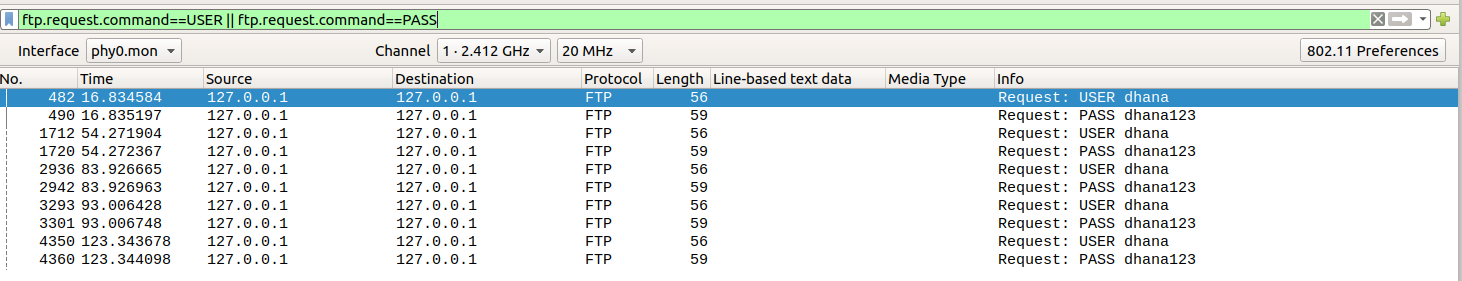 ftp.request.command==USER || ftp.request.command==PASS
Interface phy0.mon Channel 1 · 2.412 GHz 20 MHz 802.11 Preferences
No. Time Source Destination Protocol Length Line-based text data Media Type Info
482 16.834584 127.0.0.1 127.0.0.1 FTP 56 Request: USER dhana
490 16.835197 127.0.0.1 127.0.0.1 FTP 59 Request: PASS dhana123
1712 54.271904 127.0.0.1 127.0.0.1 FTP 56 Request: USER dhana
1720 54.272367 127.0.0.1 127.0.0.1 FTP 59 Request: PASS dhana123
2936 83.926665 127.0.0.1 127.0.0.1 FTP 56 Request: USER dhana
2942 83.926963 127.0.0.1 127.0.0.1 FTP 59 Request: PASS dhana123
3293 93.006428 127.0.0.1 127.0.0.1 FTP 56 Request: USER dhana
3301 93.006748 127.0.0.1 127.0.0.1 FTP 59 Request: PASS dhana123
4350 123.343678 127.0.0.1 127.0.0.1 FTP 56 Request: USER dhana
4360 123.344098 127.0.0.1 127.0.0.1 FTP 59 Request: PASS dhana123